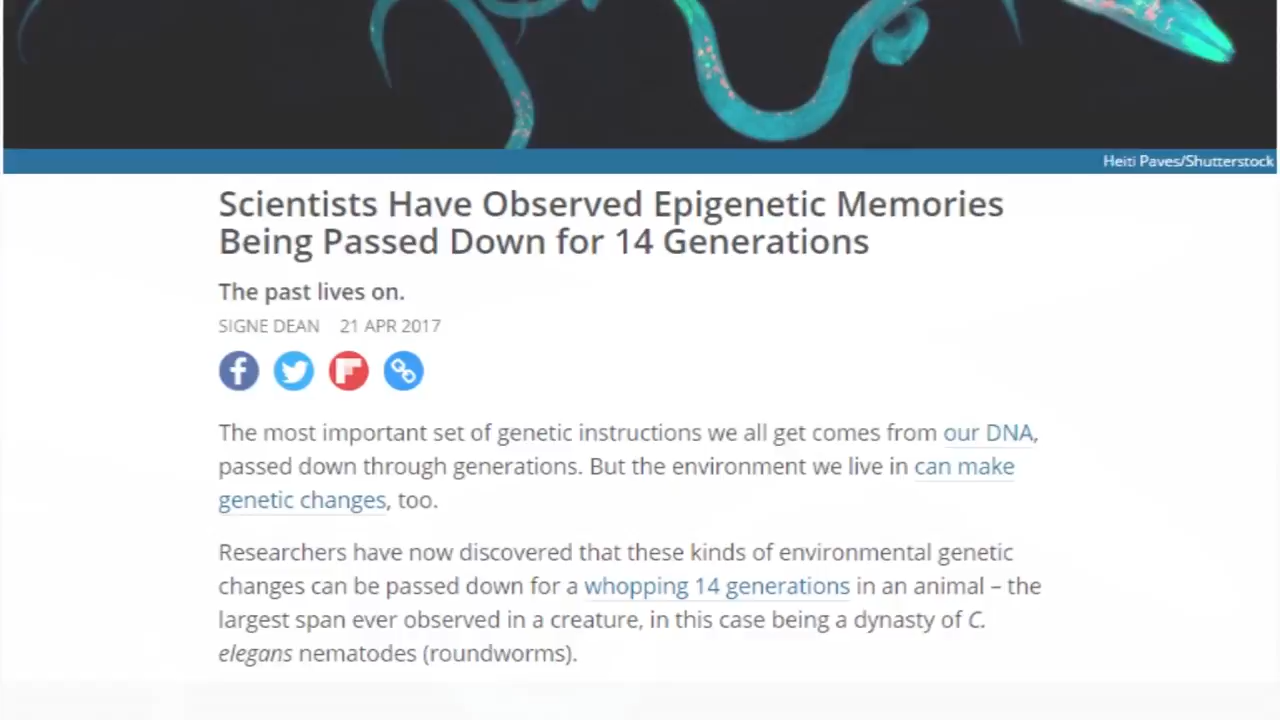 Heiti Paves/Shutterstock
Scientists Have Observed Epigenetic Memories
Being Passed Down for 14 Generations
The past lives on.
SIGNE DEAN 21 APR 2017
The most important set of genetic instructions we all get comes from our DNA,
passed down through generations. But the environment we live in can make
genetic changes, too.
Researchers have now discovered that these kinds of environmental genetic
changes can be passed down for a whopping 14 generations in an animal – the
largest span ever observed in a creature, in this case being a dynasty of C.
elegans nematodes (roundworms).